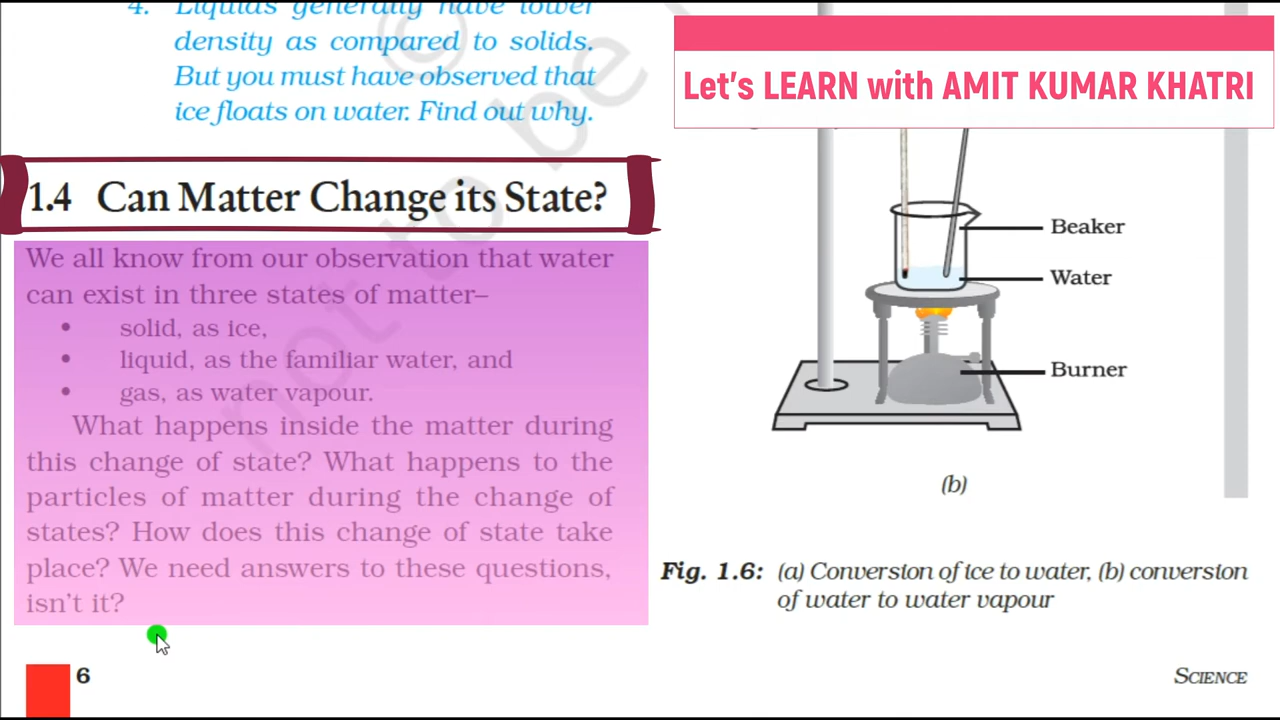 4. Liquids generally have lower
density as compared to solids.
But you must have observed that
ice floats on water. Find out why.
1.4 Can Matter Change its State?
We all know from our observation that water
can exist in three states of matter–
• solid, as ice,
• liquid, as the familiar water, and
• gas, as water vapour.
What happens inside the matter during
this change of state? What happens to the
particles of matter during the change of
states? How does this change of state take
place? We need answers to these questions,
isn't it?
6
Let's LEARN with AMIT KUMAR KHATRI
Beaker
Water
Burner
(b)
Fig. 1.6: (a) Conversion of ice to water, (b) conversion
of water to water vapour
SCIENCE
© not to be